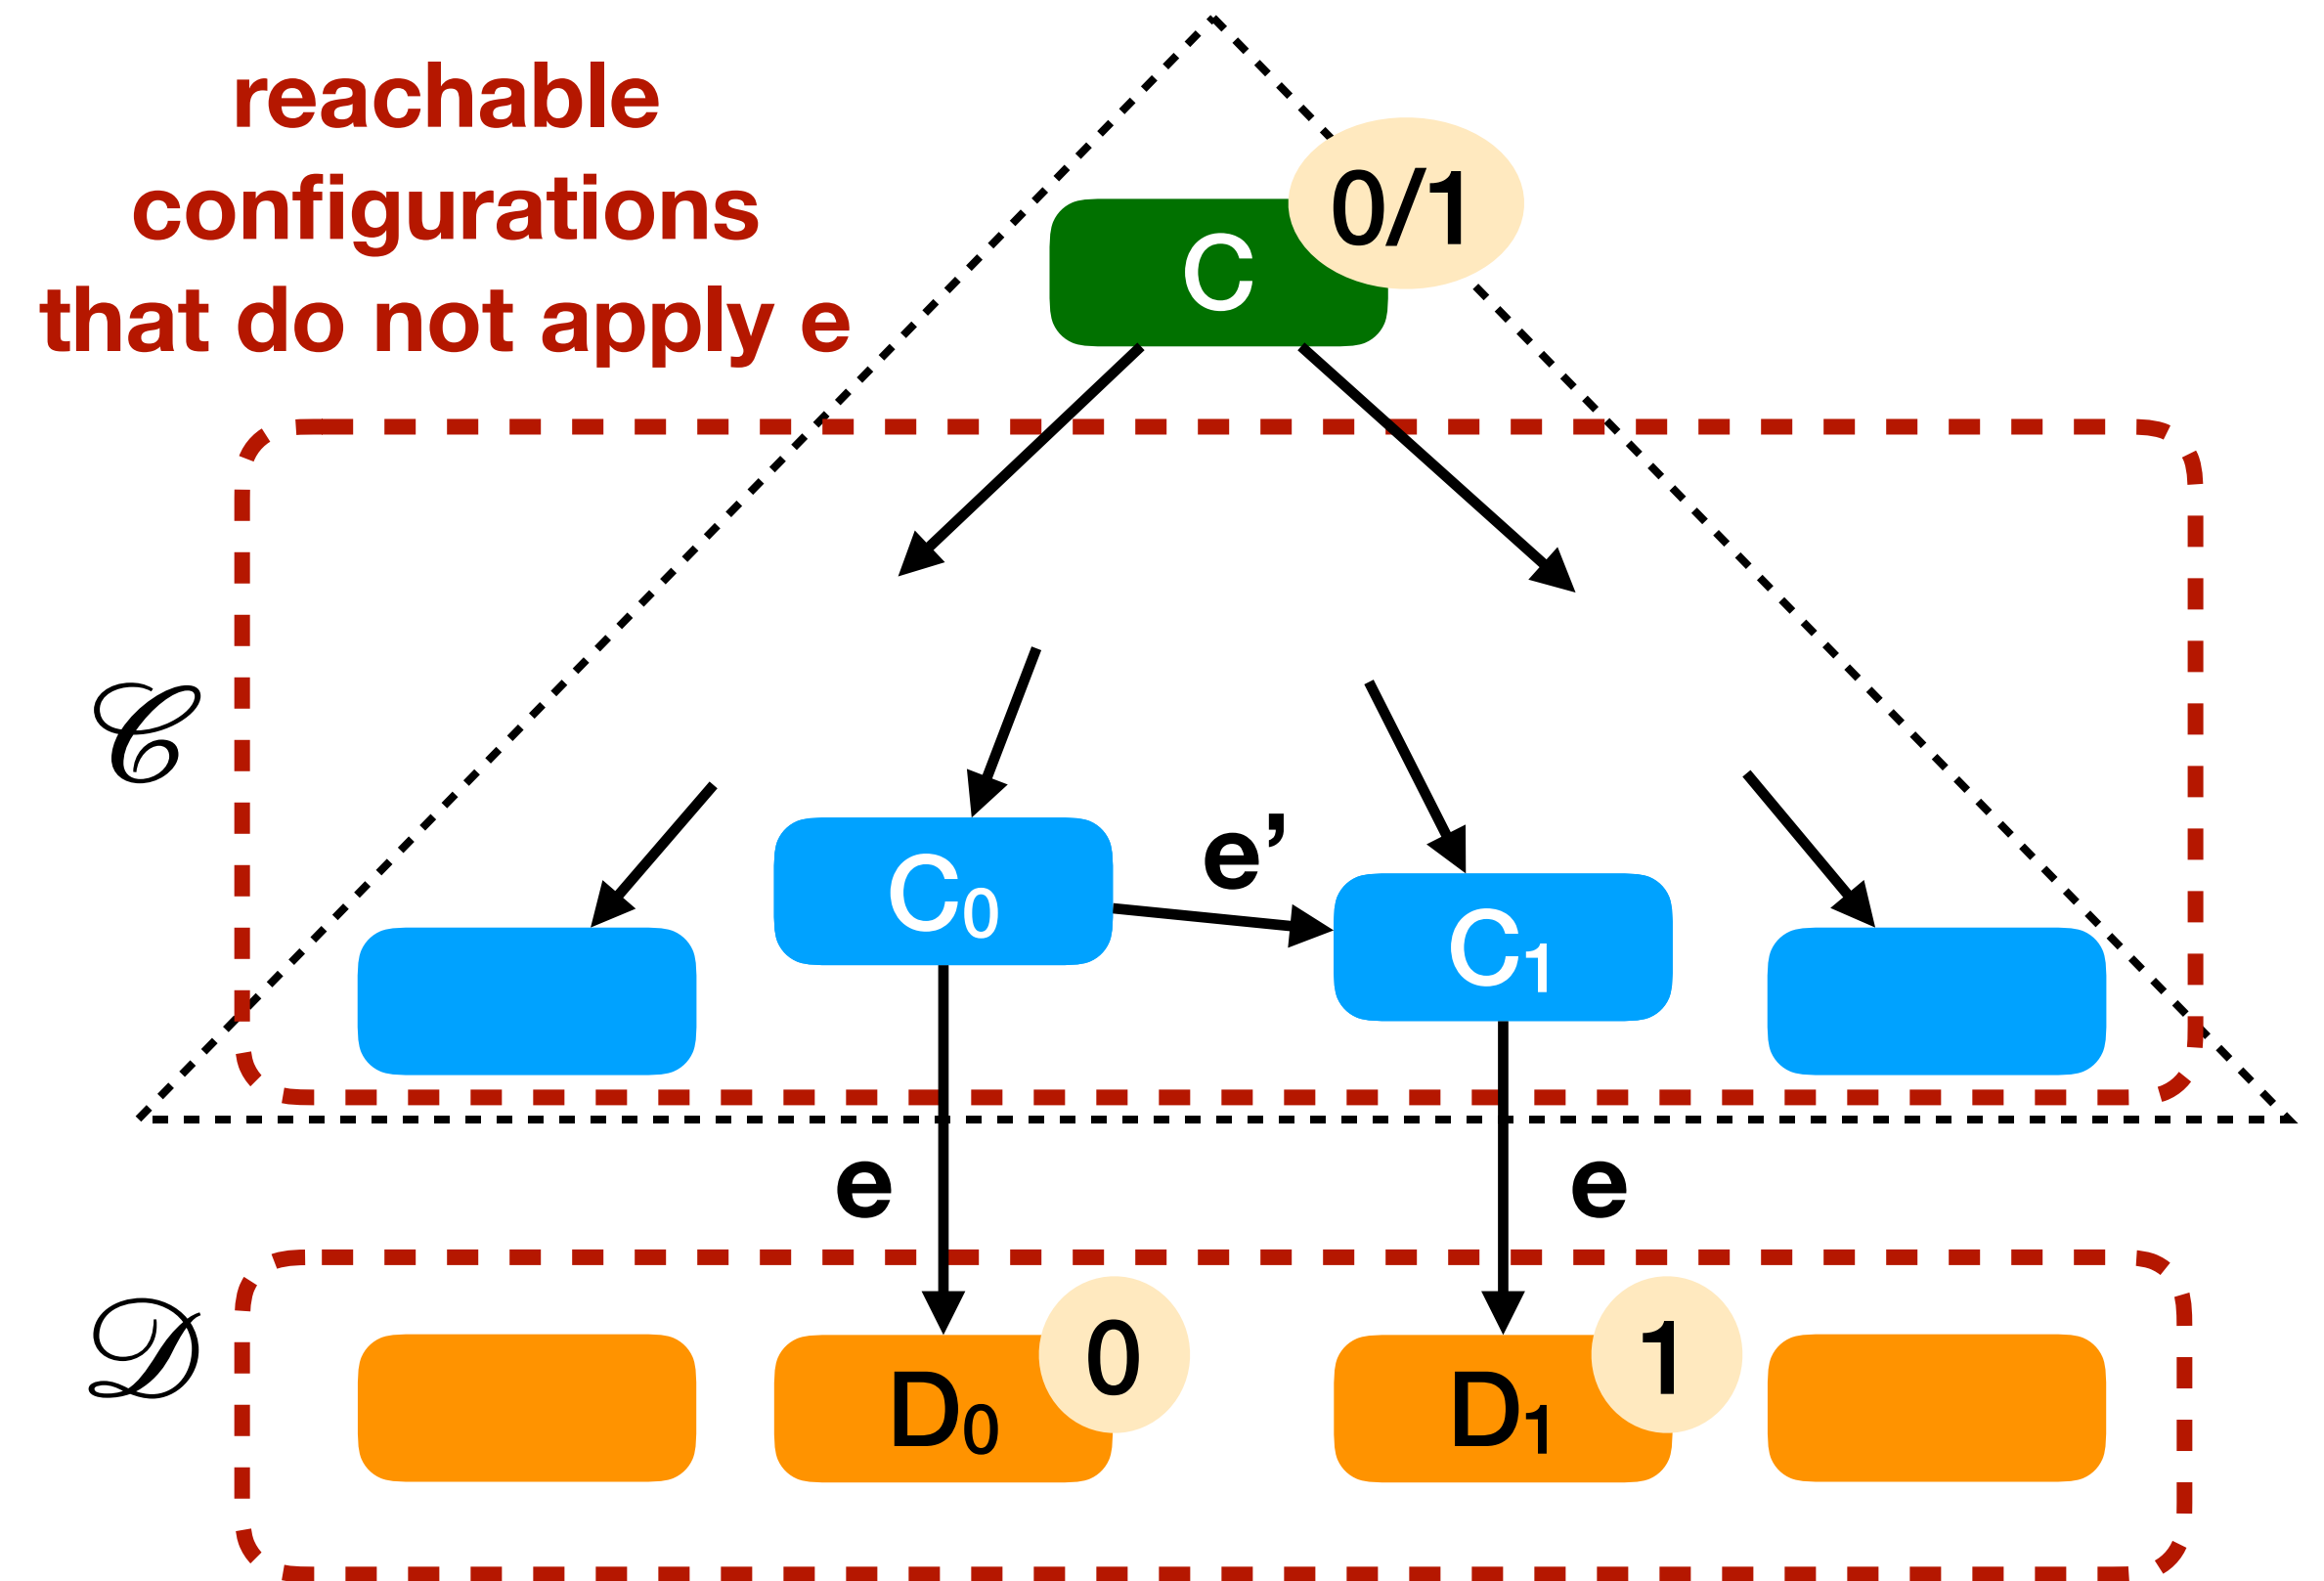 reachable
configurations
that do not apply e
0/1
C
𝒞
e’
C₀
C₁
e
e
𝒟
0
1
D₀
D₁